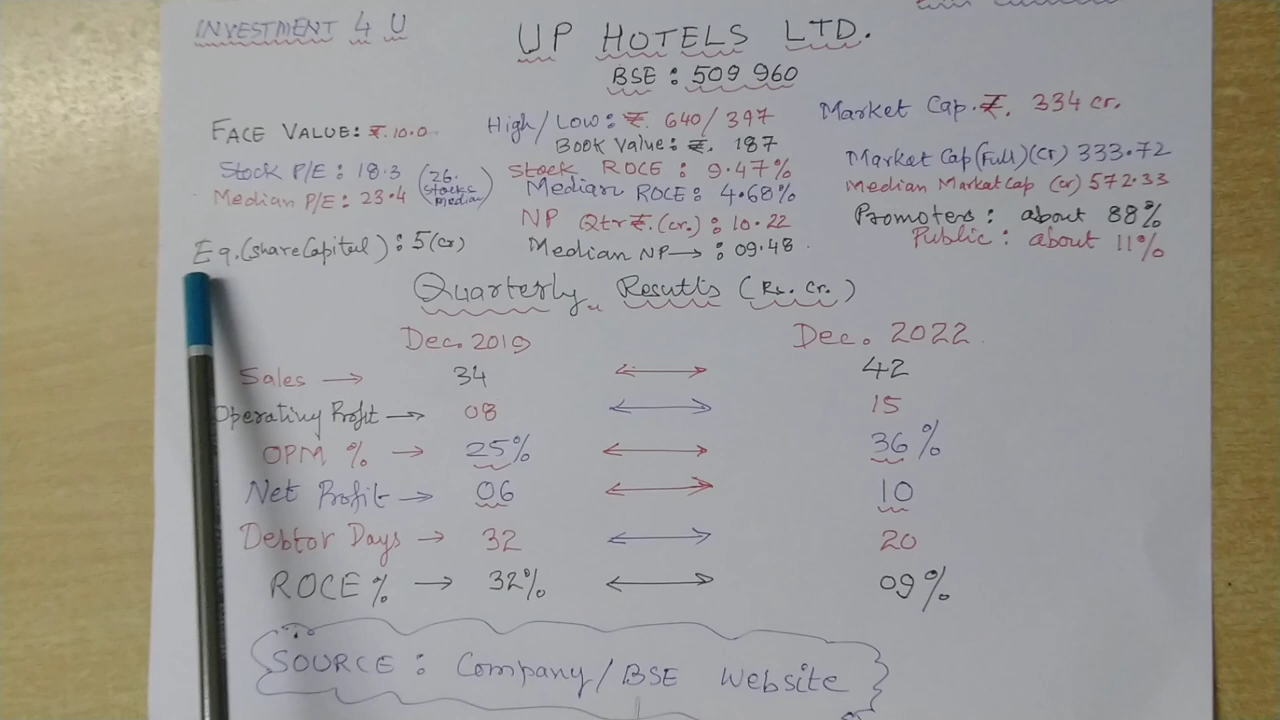 INVESTMENT 4 U
UP HOTELS LTD.
BSE : 509 960
FACE VALUE: ₹.10.0
High/Low: ₹. 640/397
Market Cap. ₹. 334 cr.
Book Value: ₹. 187
Stock P/E : 18.3 (26. stocks median)
Stock ROCE : 9.47%
Market Cap (Full) (Cr) 333.72
Median P/E : 23.4
Median ROCE: 4.68%
Median Market Cap (cr) 572.33
NP Qtr ₹. (cr.) : 10.22
Promoters : about 88%
Eq. (share Capital) : 5 (cr)
Median NP → : 09.48
Public : about 11%
Quarterly Results (Rs. Cr.)
Dec. 2019 Dec. 2022
Sales → 34 ↔ 42
Operating Profit → 08 ↔ 15
OPM % → 25% ↔ 36%
Net Profit → 06 ↔ 10
Debtor Days → 32 ↔ 20
ROCE % → 32% ↔ 09%
SOURCE : Company/BSE Website